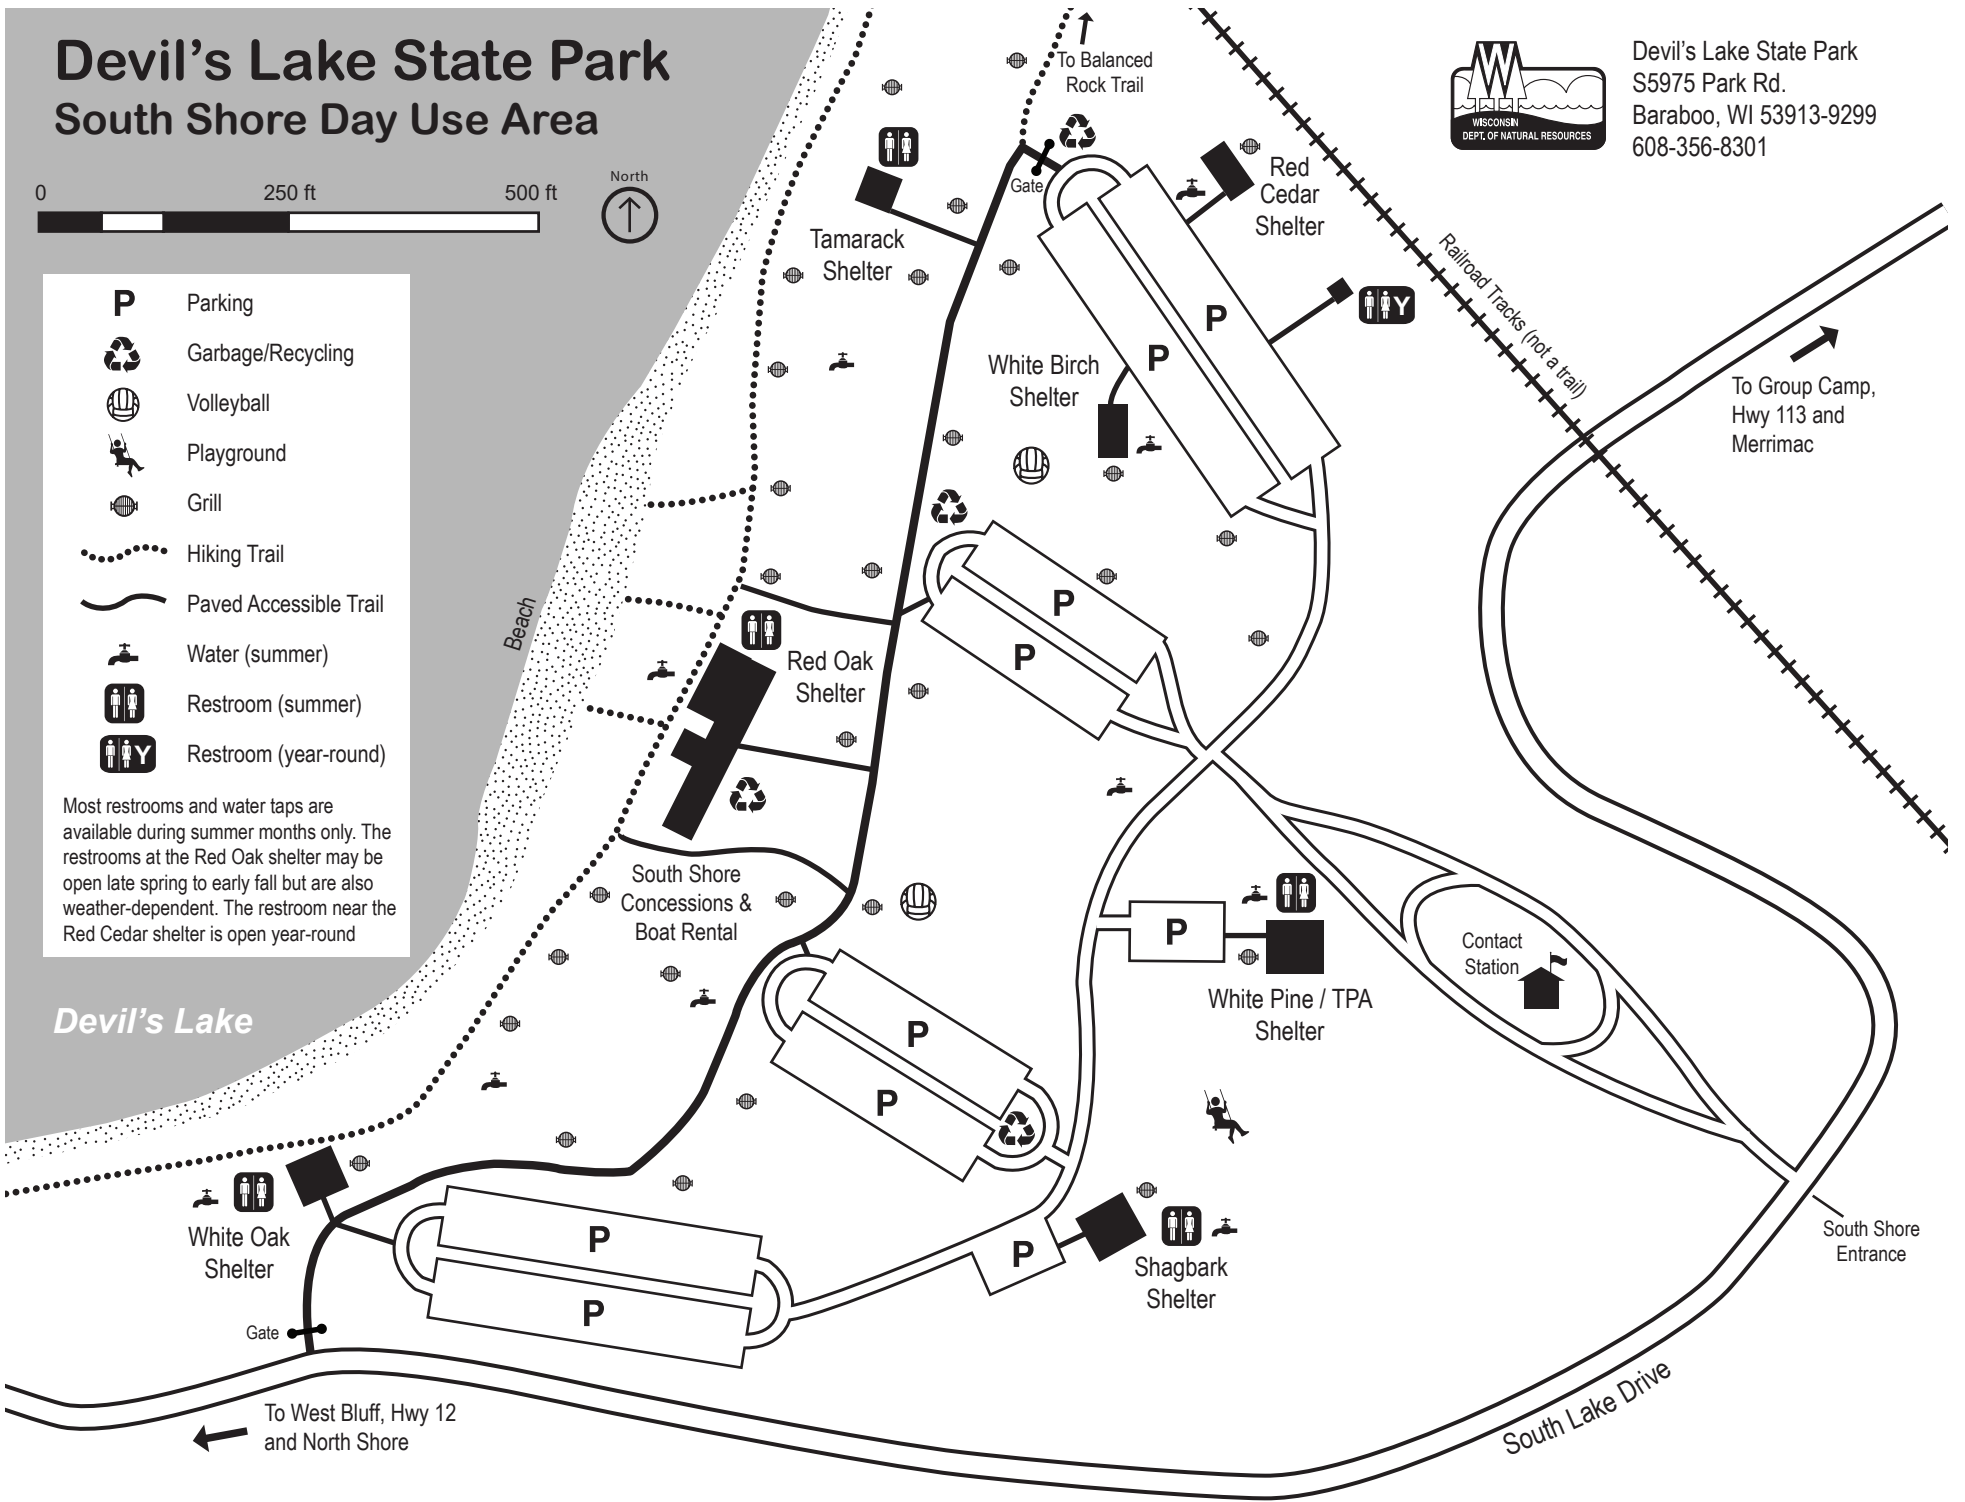 Devil's Lake State Park
South Shore Day Use Area
0
250 ft
500 ft
North
P
Parking
Garbage/Recycling
Volleyball
Playground
Grill
Hiking Trail
Paved Accessible Trail
Water (summer)
Restroom (summer)
Y
Restroom (year-round)
Most restrooms and water taps are
available during summer months only. The
restrooms at the Red Oak shelter may be
open late spring to early fall but are also
weather-dependent. The restroom near the
Red Cedar shelter is open year-round
Devil's Lake
Beach
To Balanced
Rock Trail
Gate
Tamarack
Shelter
Red
Cedar
Shelter
Y
P
P
White Birch
Shelter
Railroad Tracks (not a trail)
WISCONSIN
DEPT. OF NATURAL RESOURCES
Devil's Lake State Park
S5975 Park Rd.
Baraboo, WI 53913-9299
608-356-8301
To Group Camp,
Hwy 113 and
Merrimac
P
P
Red Oak
Shelter
South Shore
Concessions &
Boat Rental
P
White Pine / TPA
Shelter
Contact
Station
P
P
White Oak
Shelter
P
P
P
Shagbark
Shelter
South Shore
Entrance
Gate
To West Bluff, Hwy 12
and North Shore
South Lake Drive